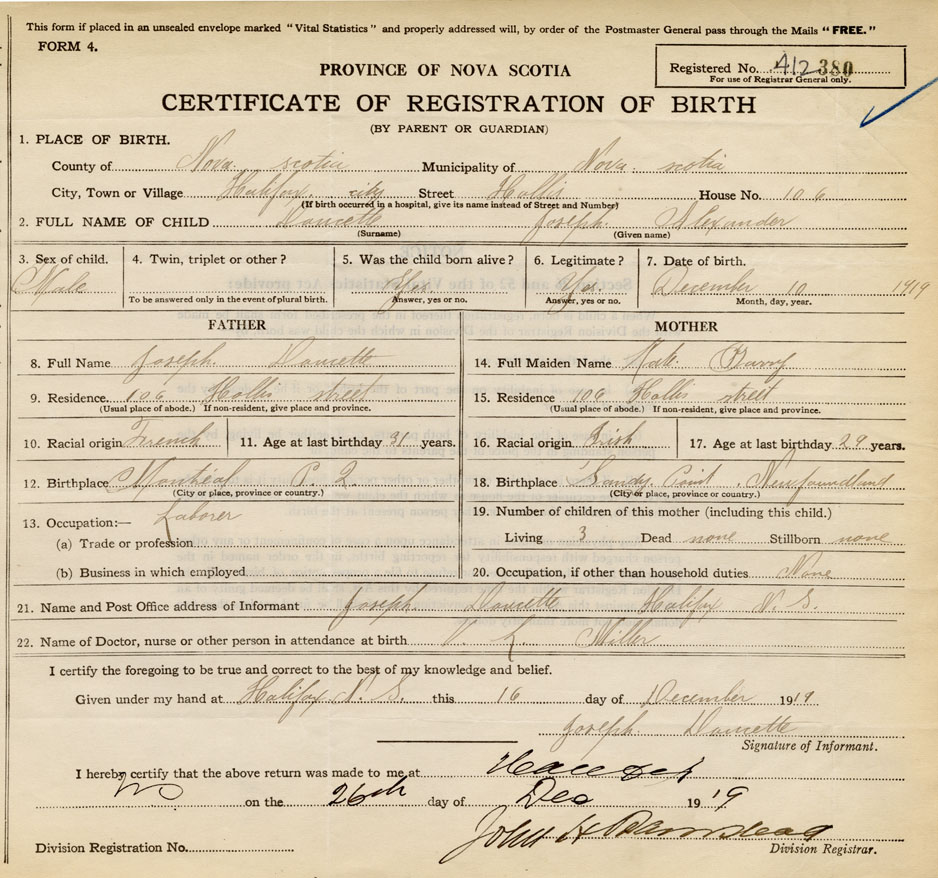 This form if placed in an unsealed envelope marked "Vital Statistics" and properly addressed will, by order of the Postmaster General pass through the Mails "FREE."
FORM 4.
Registered No. 412 380
For use of Registrar General only.
PROVINCE OF NOVA SCOTIA
CERTIFICATE OF REGISTRATION OF BIRTH
(BY PARENT OR GUARDIAN)
1. PLACE OF BIRTH.
County of Nova scotia Municipality of Nova scotia
City, Town or Village Halifax city Street Hollis House No. 106
(If birth occurred in a hospital, give its name instead of Street and Number)
2. FULL NAME OF CHILD Doucette Joseph Alexander
(Surname) (Given name)
3. Sex of child. 4. Twin, triplet or other? 5. Was the child born alive? 6. Legitimate? 7. Date of birth.
Male Yes Yes December 10 1919
To be answered only in the event of plural birth. Answer, yes or no. Answer, yes or no. Month, day, year.
FATHER MOTHER
8. Full Name Joseph Doucette 14. Full Maiden Name Kate Barry
9. Residence 106 Hollis street 15. Residence 106 Hollis street
(Usual place of abode.) If non-resident, give place and province. (Usual place of abode.) If non-resident, give place and province.
10. Racial origin French 11. Age at last birthday 31 years. 16. Racial origin Irish 17. Age at last birthday 29 years.
12. Birthplace Montréal P. Q. 18. Birthplace Sandy Point Newfoundland
(City or place, province or country.) (City or place, province or country.)
13. Occupation:— Laborer 19. Number of children of this mother (including this child.)
(a) Trade or profession Living 3 Dead none Stillborn none
(b) Business in which employed 20. Occupation, if other than household duties None
21. Name and Post Office address of Informant Joseph Doucette Halifax N. S.
22. Name of Doctor, nurse or other person in attendance at birth V. L. Miller
I certify the foregoing to be true and correct to the best of my knowledge and belief.
Given under my hand at Halifax N. S. this 16 day of December 1919
Joseph Doucette
Signature of Informant.
I hereby certify that the above return was made to me at
NS on the 26th day of Dec 19'9
John H
Division Registration No. Division Registrar.